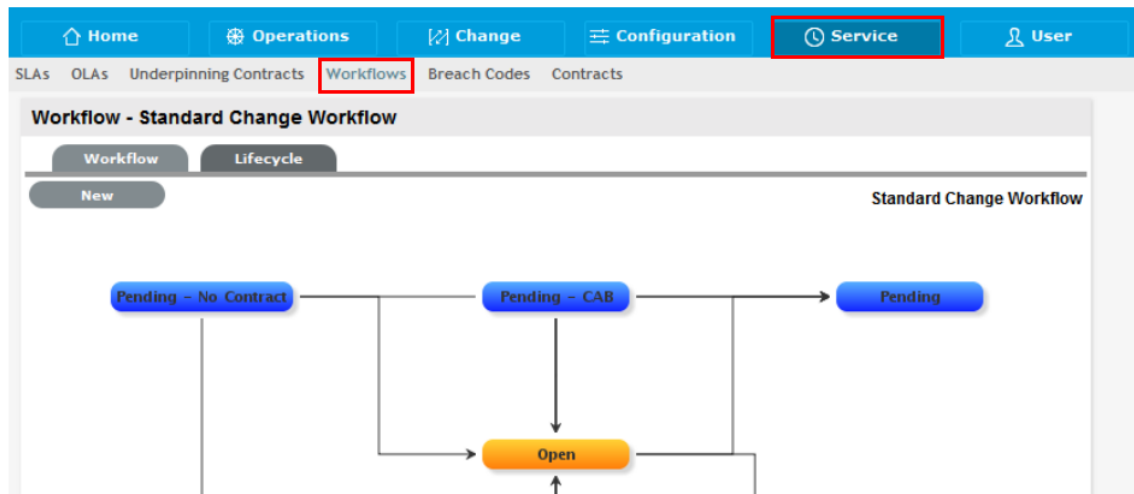 Home Operations Change Configuration Service User
SLAs OLAs Underpinning Contracts Workflows Breach Codes Contracts
Workflow - Standard Change Workflow
Workflow Lifecycle
New
Standard Change Workflow
Pending - No Contract Pending - CAB Pending
Open